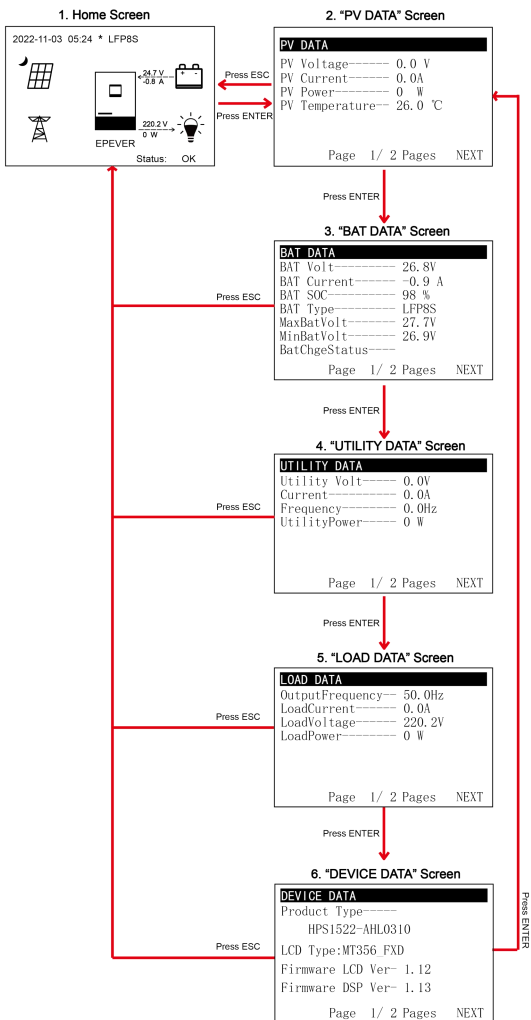 1. Home Screen
2022-11-03 05:24 * LFP8S
24.7 V
-0.8 A
+ -
220.2 V
0 W
EPEVER
Status: OK
Press ESC
Press ENTER
2. “PV DATA” Screen
PV DATA
PV Voltage------ 0.0 V
PV Current------ 0.0A
PV Power-------- 0 W
PV Temperature-- 26.0 ℃
Page 1/ 2 Pages NEXT
Press ENTER
3. “BAT DATA” Screen
BAT DATA
BAT Volt--------- 26.8V
BAT Current------ -0.9 A
BAT SOC---------- 98 %
BAT Type--------- LFP8S
MaxBatVolt------- 27.7V
MinBatVolt------- 26.9V
BatChgeStatus----
Page 1/ 2 Pages NEXT
Press ESC
Press ENTER
4. “UTILITY DATA” Screen
UTILITY DATA
Utility Volt----- 0.0V
Current---------- 0.0A
Frequency-------- 0.0Hz
UtilityPower----- 0 W
Page 1/ 2 Pages NEXT
Press ESC
Press ENTER
5. “LOAD DATA” Screen
LOAD DATA
OutputFrequency-- 50.0Hz
LoadCurrent------ 0.0A
LoadVoltage------ 220.2V
LoadPower-------- 0 W
Page 1/ 2 Pages NEXT
Press ESC
Press ENTER
6. “DEVICE DATA” Screen
DEVICE DATA
Product Type-----
HPS1522-AHL0310
LCD Type:MT356_FXD
Firmware LCD Ver- 1.12
Firmware DSP Ver- 1.13
Page 1/ 2 Pages NEXT
Press ESC
Press ENTER